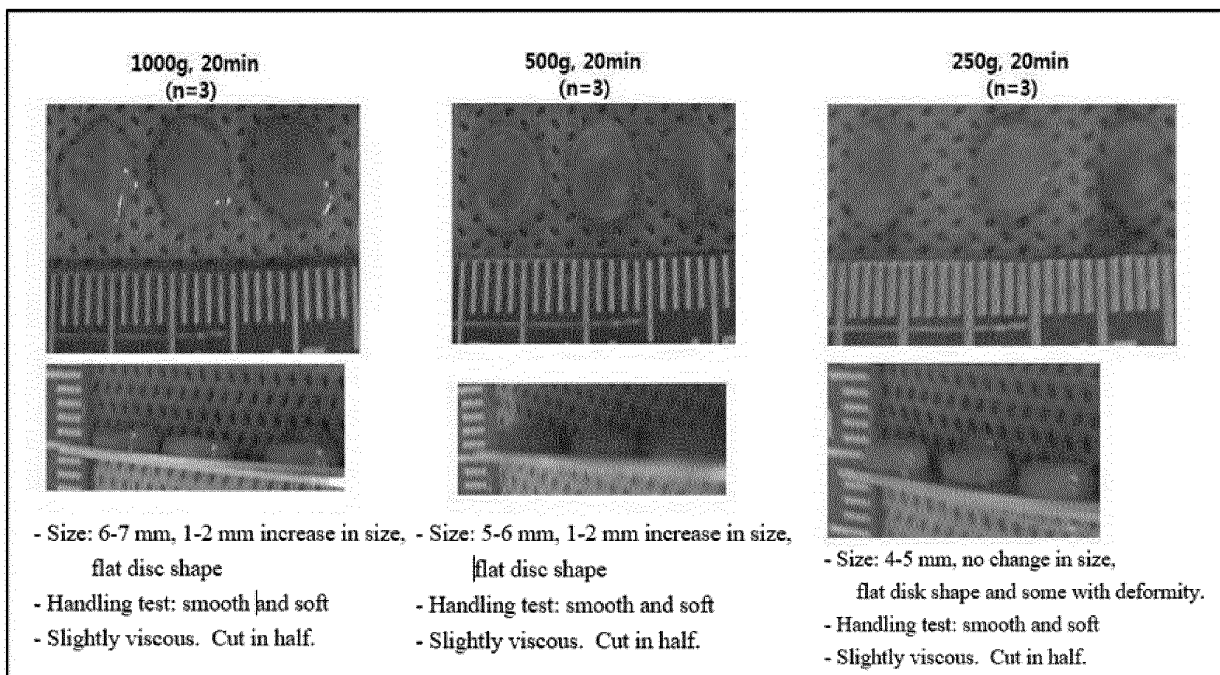 1000g, 20min
(n=3)
500g, 20min
(n=3)
250g, 20min
(n=3)
- Size: 6-7 mm, 1-2 mm increase in size,
flat disc shape
- Handling test: smooth and soft
- Slightly viscous. Cut in half.
- Size: 5-6 mm, 1-2 mm increase in size,
flat disc shape
- Handling test: smooth and soft
- Slightly viscous. Cut in half.
- Size: 4-5 mm, no change in size,
flat disk shape and some with deformity.
- Handling test: smooth and soft
- Slightly viscous. Cut in half.